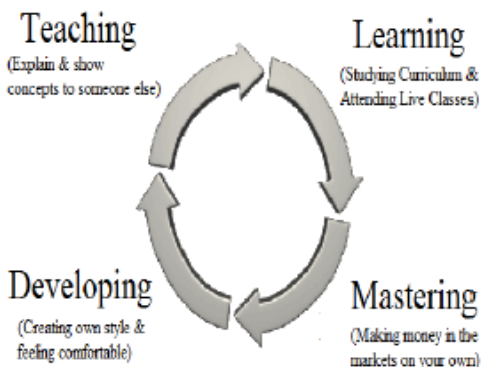 Teaching
(Explain & show
concepts to someone else)
Learning
(Studying Curriculum &
Attending Live Classes)
Developing
(Creating own style &
feeling comfortable)
Mastering
(Making money in the
markets on your own)